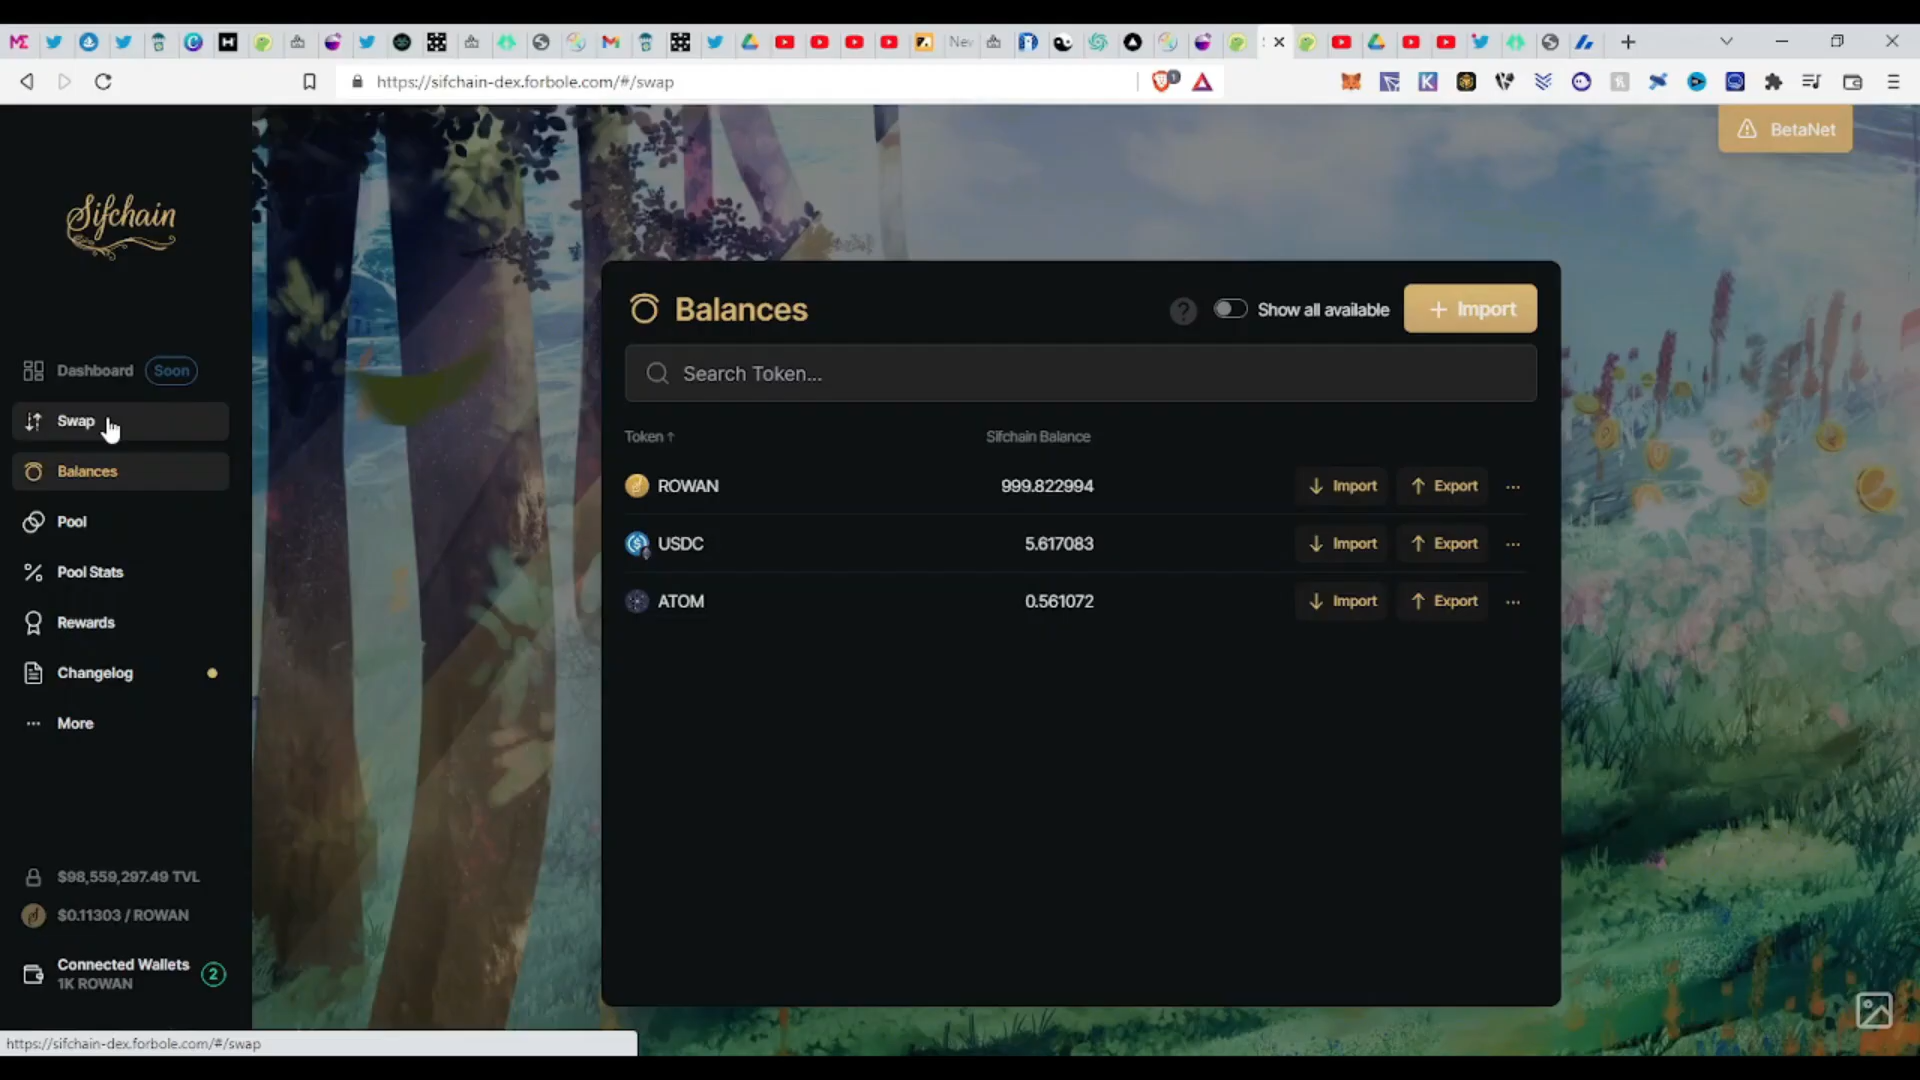 Nev
https://sifchain-dex.forbole.com/#/swap
1
BetaNet
Sifchain
Balances
?
Show all available
+ Import
Search Token...
Dashboard
Soon
Swap
Balances
Pool
Pool Stats
Rewards
Changelog
More
Token ↑
Sifchain Balance
ROWAN
999.822994
↓ Import
↑ Export
...
USDC
5.617083
↓ Import
↑ Export
...
ATOM
0.561072
↓ Import
↑ Export
...
$98,559,297.49 TVL
$0.11303 / ROWAN
Connected Wallets
1K ROWAN
2
https://sifchain-dex.forbole.com/#/swap